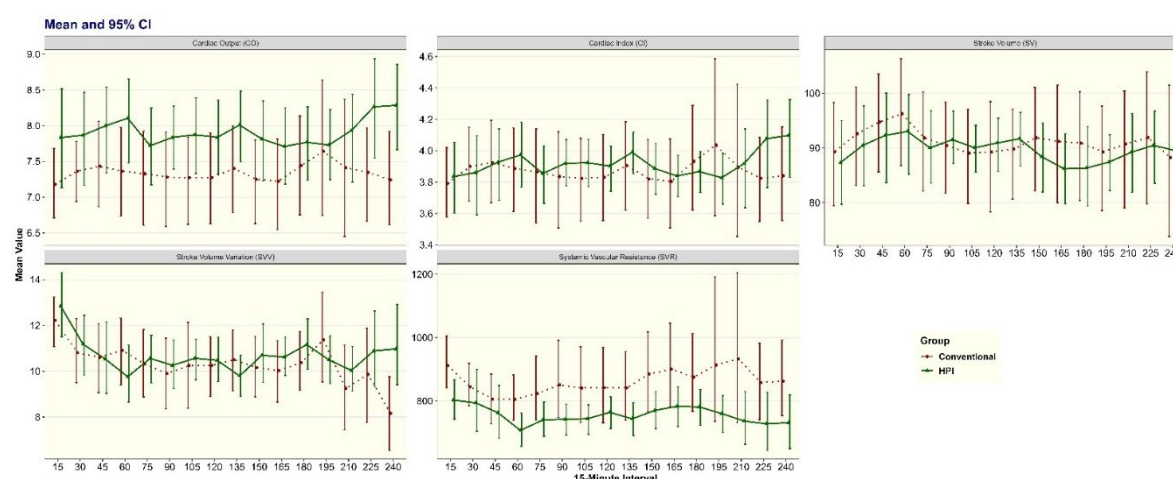 Mean and 95% CI
Cardiac Output (CO)
Cardiac Index (CI)
Stroke Volume (SV)
9.0
8.5
8.0
7.5
7.0
6.5
4.6
4.4
4.2
4.0
3.8
3.6
3.4
100
90
80
15 30 45 60 75 90 105 120 135 150 165 180 195 210 225 240
Mean Value
Stroke Volume Variation (SVV)
Systemic Vascular Resistance (SVR)
14
12
10
8
1200
1000
800
Group
Conventional
HPI
15 30 45 60 75 90 105 120 135 150 165 180 195 210 225 240
15 30 45 60 75 90 105 120 135 150 165 180 195 210 225 240
15-Minute Interval